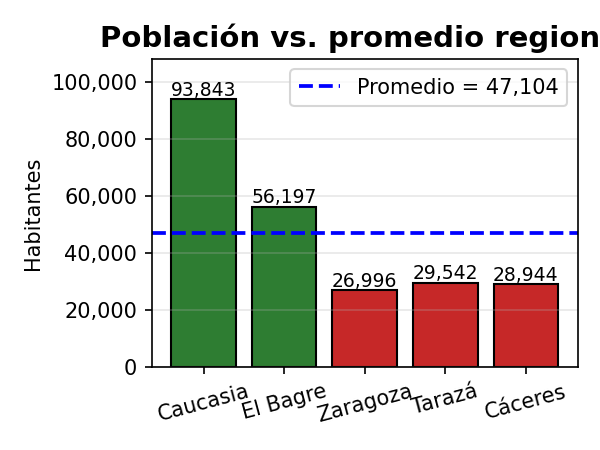 Población vs. promedio region
Promedio = 47,104
Habitantes
100,000
80,000
60,000
40,000
20,000
0
93,843
56,197
26,996
29,542
28,944
Caucasia
El Bagre
Zaragoza
Tarazá
Cáceres